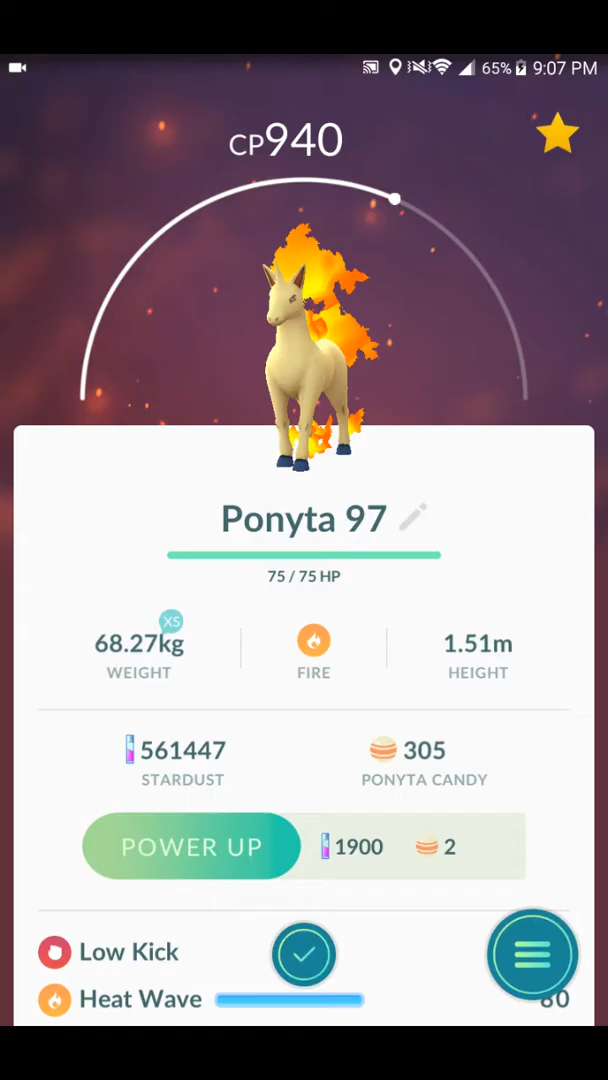 65% 9:07 PM
CP940
Ponyta 97
75 / 75 HP
XS
68.27kg 1.51m
WEIGHT FIRE HEIGHT
561447 305
STARDUST PONYTA CANDY
POWER UP 1900 2
Low Kick
Heat Wave 80